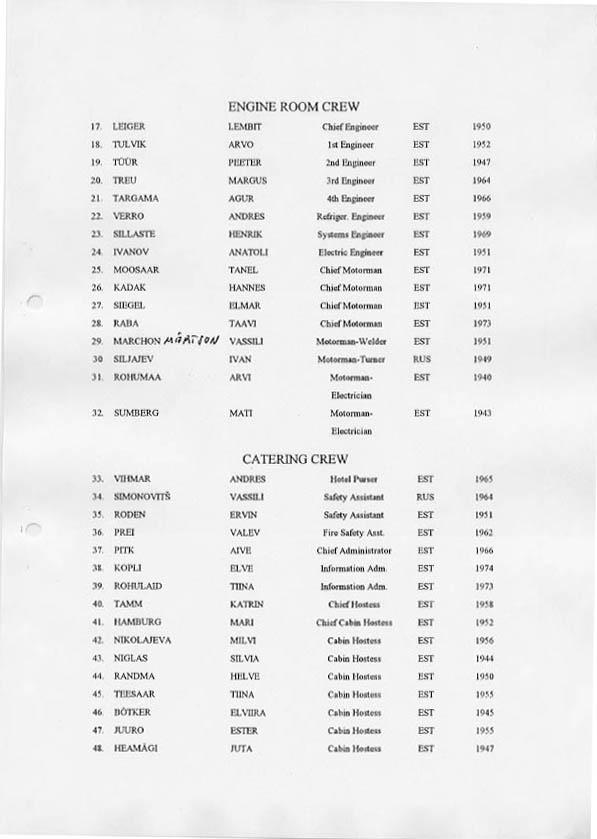 ENGINE ROOM CREW
17. LEIGER LEMBIT Chief Engineer EST 1950
18. TULVIK ARVO 1st Engineer EST 1952
19. TÜÜR PEETER 2nd Engineer EST 1947
20. TREU MARGUS 3rd Engineer EST 1964
21. TARGAMA AGUR 4th Engineer EST 1966
22. VERRO ANDRES Refriger. Engineer EST 1959
23. SILLASTE HENRIK Systems Engineer EST 1969
24. IVANOV ANATOLI Electric Engineer EST 1951
25. MOOSAAR TANEL Chief Motorman EST 1971
26. KADAK HANNES Chief Motorman EST 1971
27. SIEGEL ELMAR Chief Motorman EST 1951
28. RABA TAAVI Chief Motorman EST 1973
29. MARCHON VASSILI Motorman-Welder EST 1951
30 SILJAJEV IVAN Motorman-Turner RUS 1949
31. ROHUMAA ARVI Motorman- EST 1940
Electrician
32. SUMBERG MATI Motorman- EST 1943
Electrician
CATERING CREW
33. VIHMAR ANDRES Hotel Purser EST 1965
34. SIMONOVITŠ VASSILI Safety Assistant RUS 1964
35. RODEN ERVIN Safety Assistant EST 1951
36. PREI VALEV Fire Safety Asst. EST 1962
37. PITK AIVE Chief Administrator EST 1966
38. KOPLI ELVE Information Adm. EST 1974
39. ROHULAID TIINA Information Adm. EST 1973
40. TAMM KATRIN Chief Hostess EST 1958
41. HAMBURG MARI Chief Cabin Hostess EST 1952
42. NIKOLAJEVA MILVI Cabin Hostess EST 1956
43. NIGLAS SILVIA Cabin Hostess EST 1944
44. RANDMA HELVE Cabin Hostess EST 1950
45. TEESAAR TIINA Cabin Hostess EST 1955
46. BÖTKER ELVIIRA Cabin Hostess EST 1945
47. JUURO ESTER Cabin Hostess EST 1955
48. HEAMÄGI JUTA Cabin Hostess EST 1947